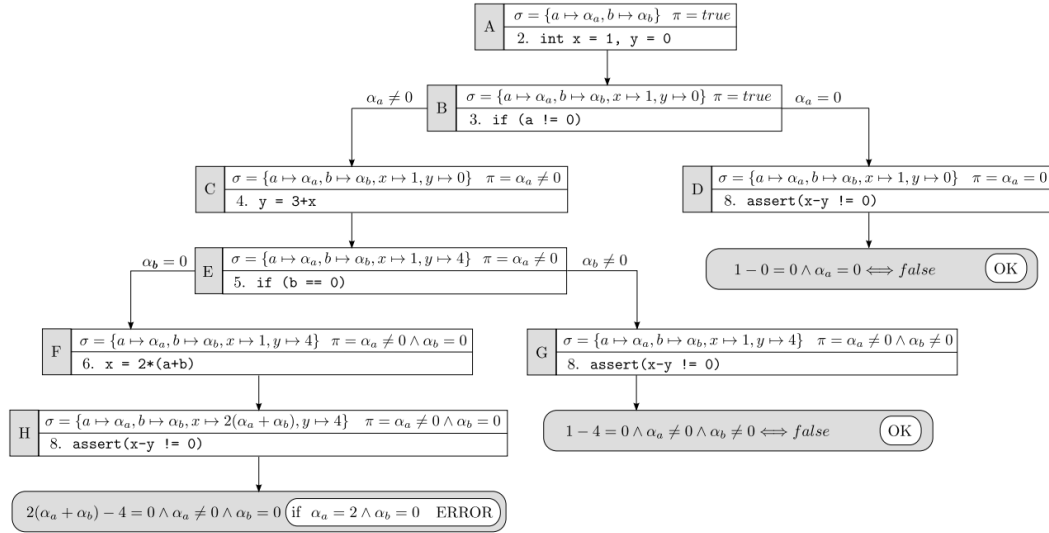 A
σ = {a ↦ α_a, b ↦ α_b}   π = true
2. int x = 1, y = 0
α_a ≠ 0
B
σ = {a ↦ α_a, b ↦ α_b, x ↦ 1, y ↦ 0} π = true
3. if (a != 0)
α_a = 0
C
σ = {a ↦ α_a, b ↦ α_b, x ↦ 1, y ↦ 0}   π = α_a ≠ 0
4. y = 3+x
D
σ = {a ↦ α_a, b ↦ α_b, x ↦ 1, y ↦ 0}   π = α_a = 0
8. assert(x-y != 0)
α_b = 0
E
σ = {a ↦ α_a, b ↦ α_b, x ↦ 1, y ↦ 4}   π = α_a ≠ 0
5. if (b == 0)
α_b ≠ 0
1 − 0 = 0 ∧ α_a = 0 ⟺ false   OK
F
σ = {a ↦ α_a, b ↦ α_b, x ↦ 1, y ↦ 4}   π = α_a ≠ 0 ∧ α_b = 0
6. x = 2*(a+b)
G
σ = {a ↦ α_a, b ↦ α_b, x ↦ 1, y ↦ 4}   π = α_a ≠ 0 ∧ α_b ≠ 0
8. assert(x-y != 0)
H
σ = {a ↦ α_a, b ↦ α_b, x ↦ 2(α_a + α_b), y ↦ 4}   π = α_a ≠ 0 ∧ α_b = 0
8. assert(x-y != 0)
1 − 4 = 0 ∧ α_a ≠ 0 ∧ α_b ≠ 0 ⟺ false   OK
2(α_a + α_b) − 4 = 0 ∧ α_a ≠ 0 ∧ α_b = 0 if α_a = 2 ∧ α_b = 0   ERROR